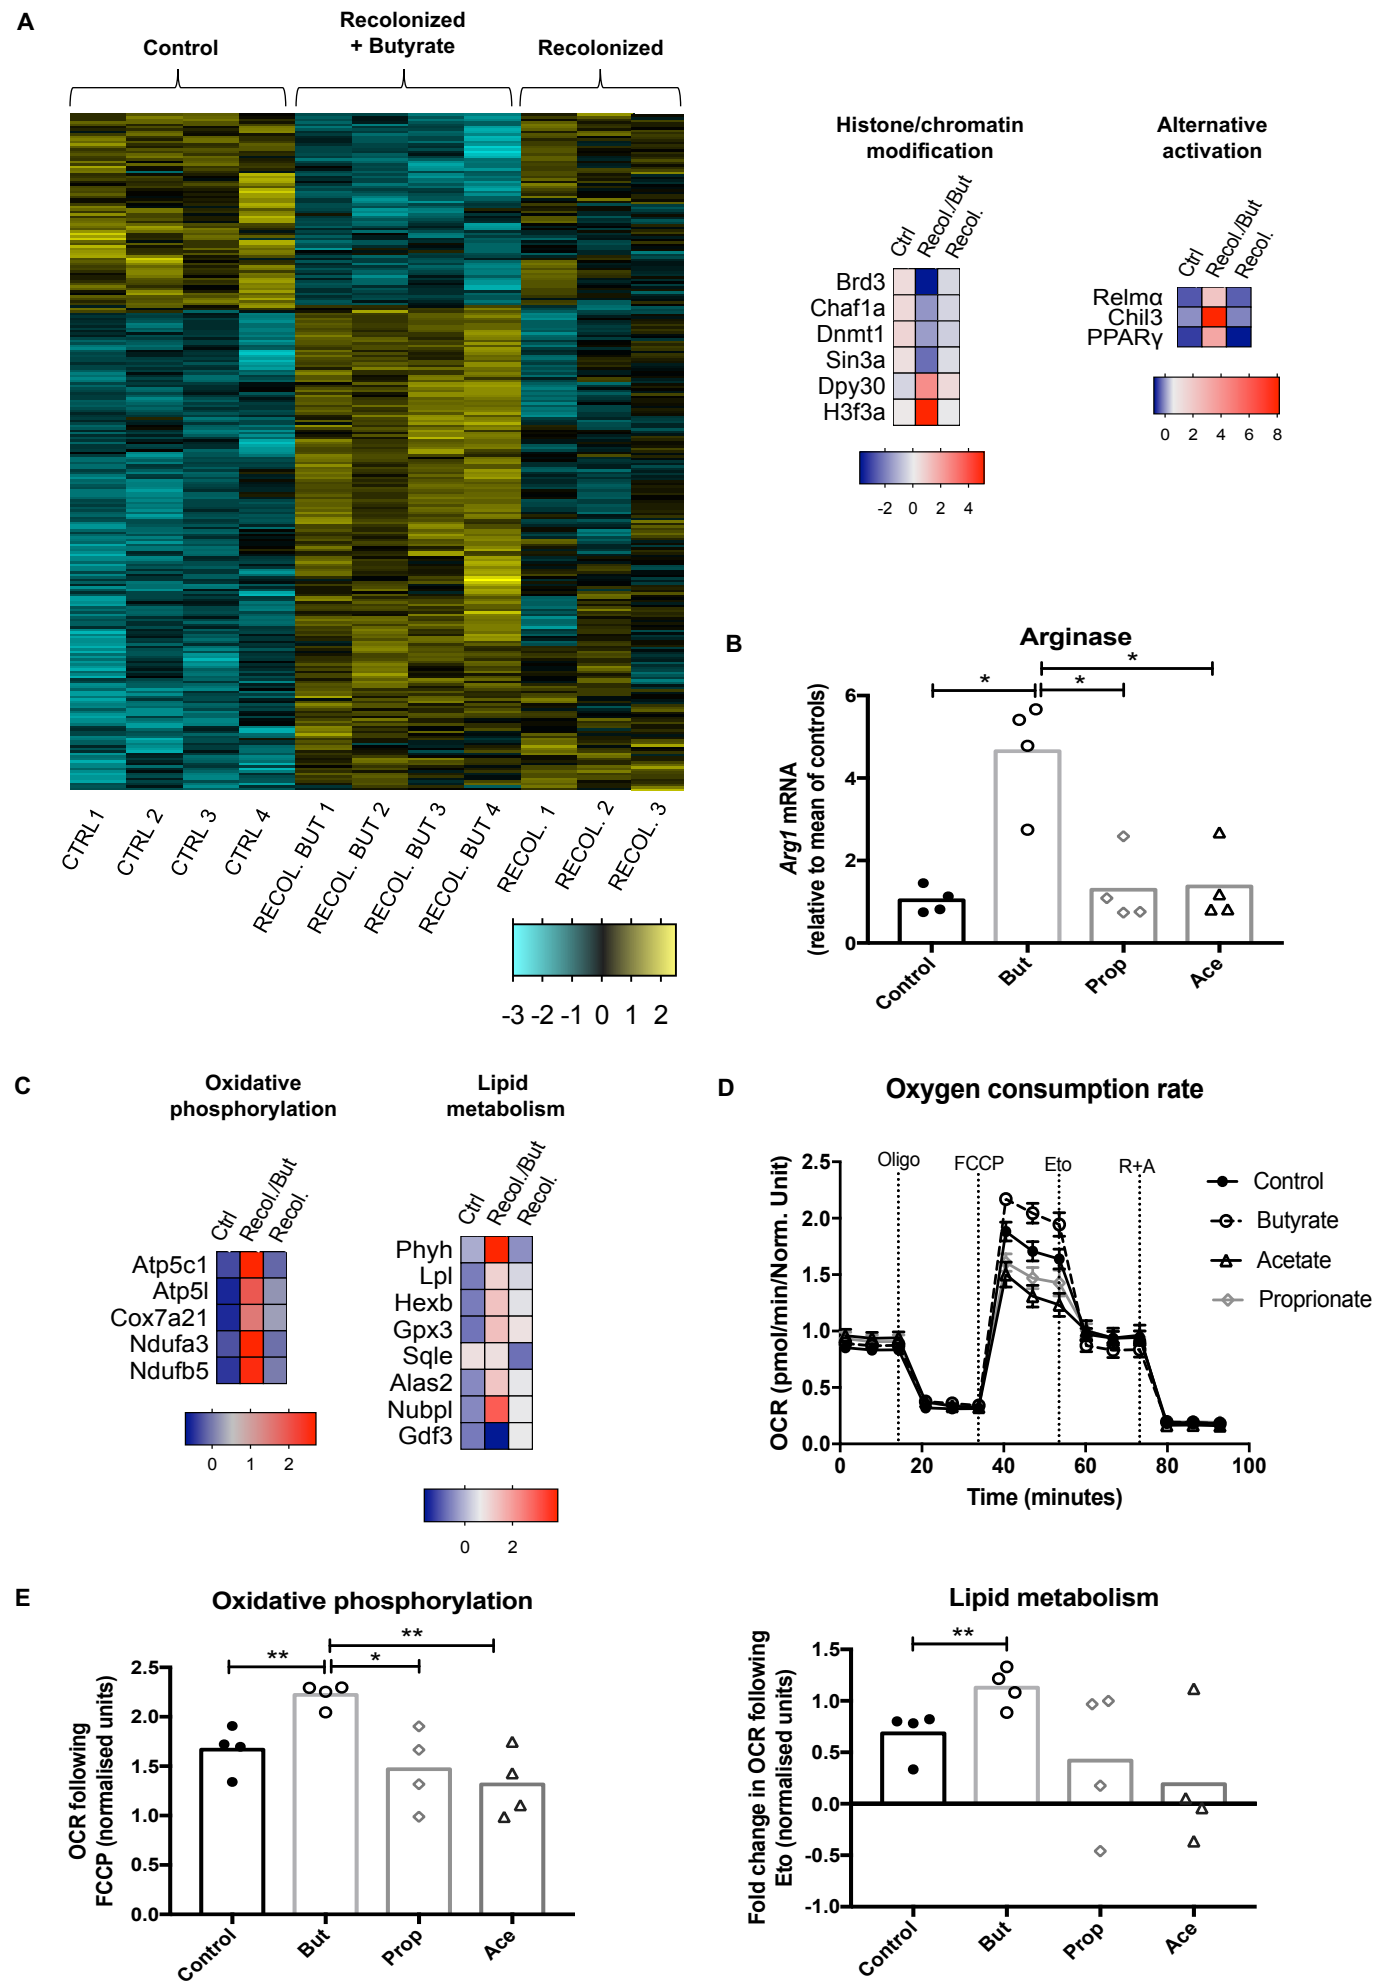 A
Control
Recolonized
+ Butyrate
Recolonized
CTRL 1
CTRL 2
CTRL 3
CTRL 4
RECOL. BUT 1
RECOL. BUT 2
RECOL. BUT 3
RECOL. BUT 4
RECOL. 1
RECOL. 2
RECOL. 3
-3 -2 -1 0 1 2
Histone/chromatin
modification
Ctrl
Recol./But
Recol.
Brd3
Chaf1a
Dnmt1
Sin3a
Dpy30
H3f3a
-2 0 2 4
Alternative
activation
Ctrl
Recol./But
Recol.
Relmα
Chil3
PPARγ
0 2 4 6 8
B
Arginase
*
* *
Arg1 mRNA
(relative to mean of controls)
6
4
2
0
Control
But
Prop
Ace
C
Oxidative
phosphorylation
Ctrl
Recol./But
Recol.
Atp5c1
Atp5l
Cox7a21
Ndufa3
Ndufb5
0 1 2
Lipid
metabolism
Ctrl
Recol./But
Recol.
Phyh
Lpl
Hexb
Gpx3
Sqle
Alas2
Nubpl
Gdf3
0 2
D
Oxygen consumption rate
OCR (pmol/min/Norm. Unit)
2.5
2.0
1.5
1.0
0.5
0.0
Oligo
FCCP
Eto
R+A
0 20 40 60 80 100
Time (minutes)
Control
Butyrate
Acetate
Proprionate
E
Oxidative phosphorylation
**
** *
OCR following
FCCP (normalised units)
2.5
2.0
1.5
1.0
0.5
0.0
Control
But
Prop
Ace
Lipid metabolism
**
Fold change in OCR following
Eto (normalised units)
1.5
1.0
0.5
0.0
-0.5
-1.0
Control
But
Prop
Ace